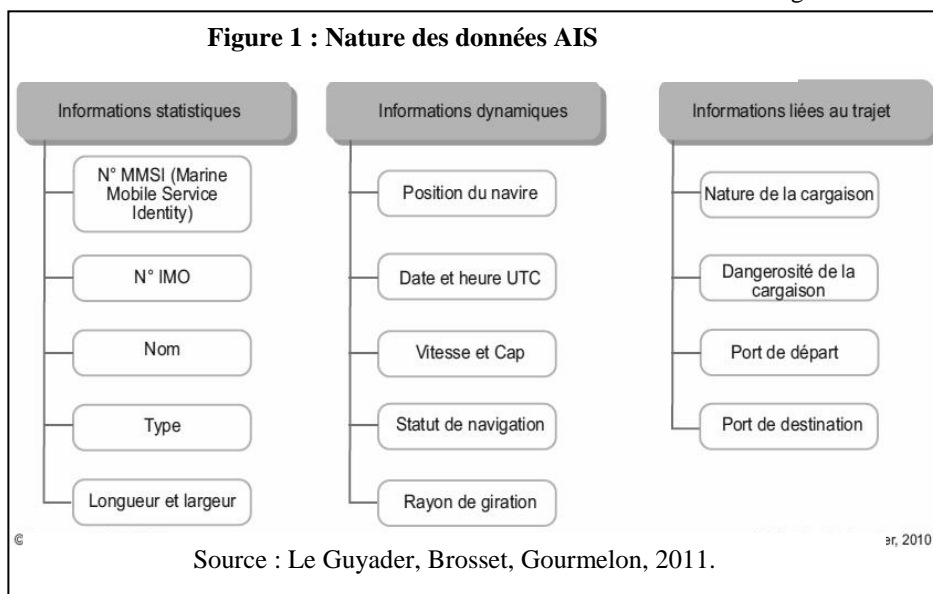 Figure 1 : Nature des données AIS
Informations statistiques
N° MMSI (Marine
Mobile Service
Identity)
N° IMO
Nom
Type
Longueur et largeur
Informations dynamiques
Position du navire
Date et heure UTC
Vitesse et Cap
Statut de navigation
Rayon de giration
Informations liées au trajet
Nature de la cargaison
Dangerosité de la
cargaison
Port de départ
Port de destination
©
er, 2010
Source : Le Guyader, Brosset, Gourmelon, 2011.